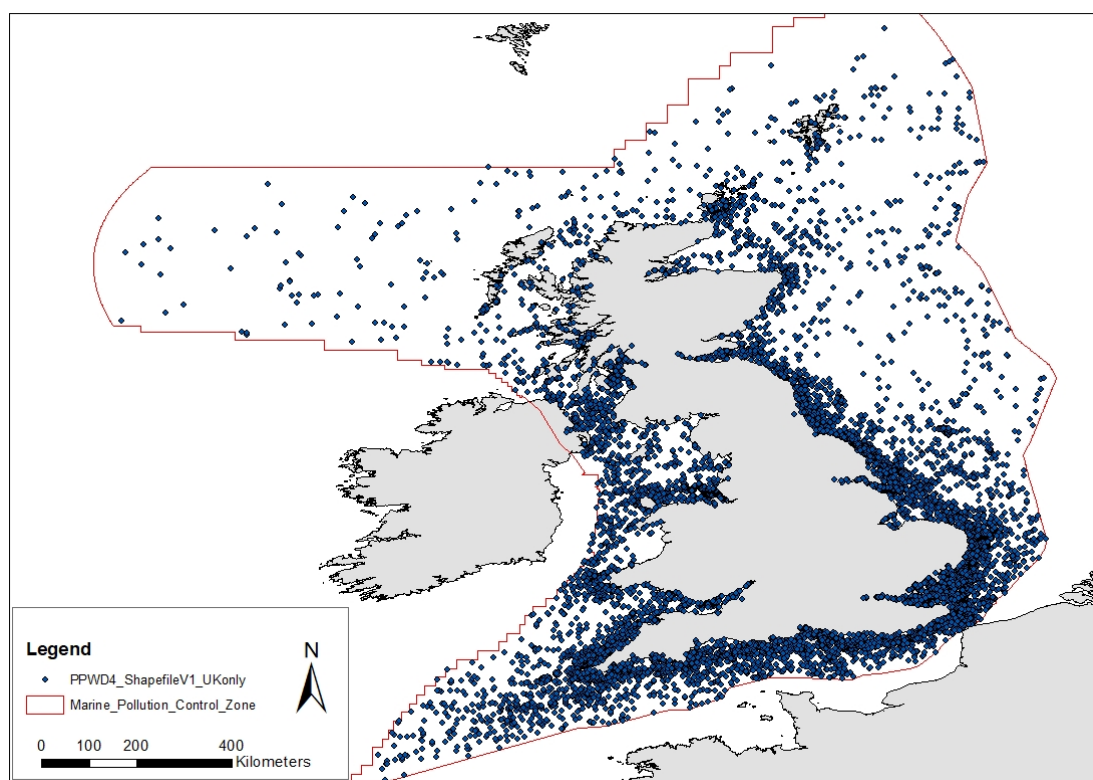 Legend
N
PPWD4_ShapefileV1_UKonly
Marine_Pollution_Control_Zone
0 100 200 400
Kilometers